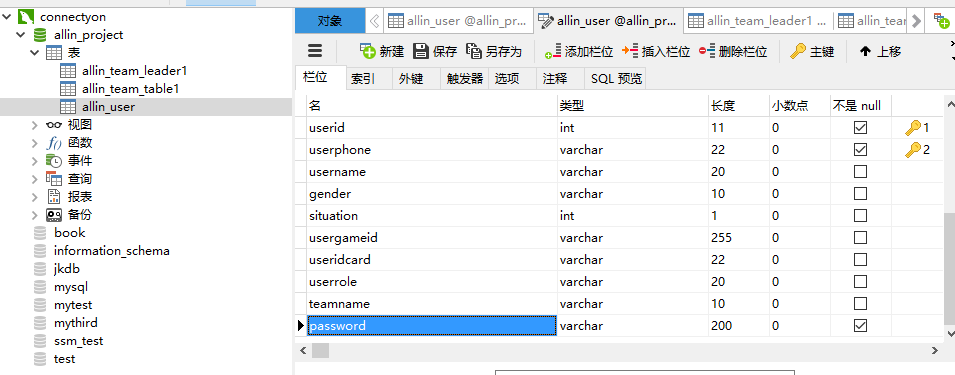 connectyon
allin_project
表
allin_team_leader1
allin_team_table1
allin_user
视图
函数
事件
查询
报表
备份
book
information_schema
jkdb
mysql
mytest
mythird
ssm_test
test
对象 allin_user @allin_pr... allin_user @allin_pr... allin_team_leader1 ... allin_tean
新建 保存 另存为 添加栏位 插入栏位 删除栏位 主键 上移
栏位 索引 外键 触发器 选项 注释 SQL 预览
名 类型 长度 小数点 不是 null
userid int 11 0 1
userphone varchar 22 0 2
username varchar 20 0
gender varchar 10 0
situation int 1 0
usergameid varchar 255 0
useridcard varchar 22 0
userrole varchar 20 0
teamname varchar 10 0
password varchar 200 0